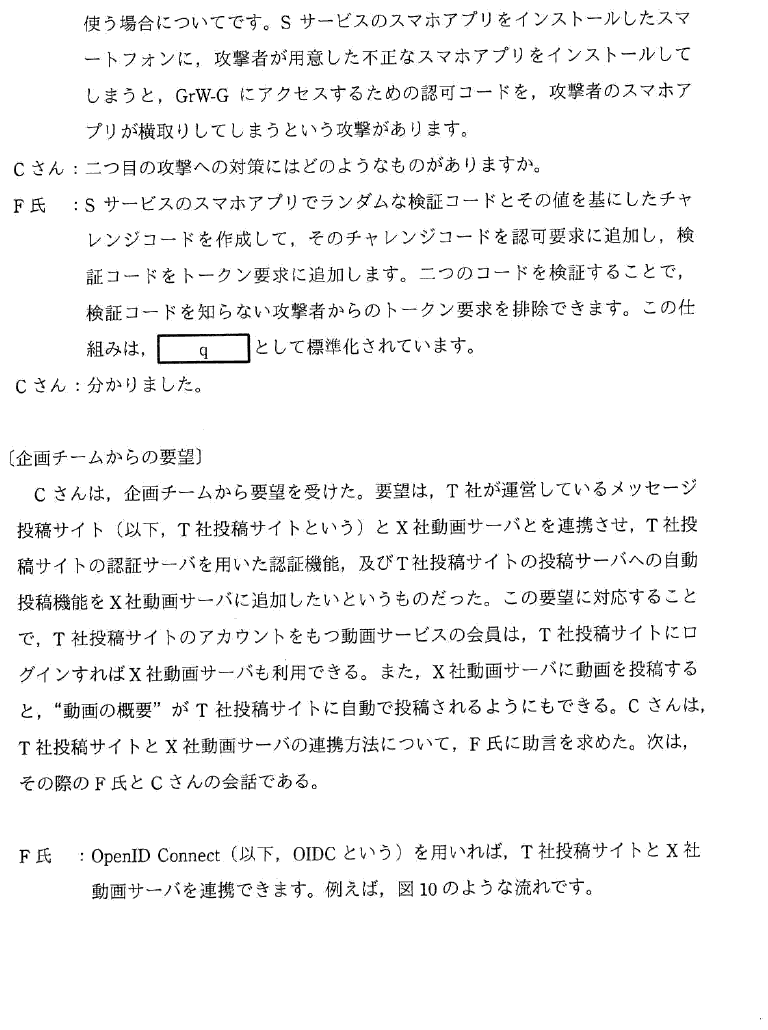 使う場合についてです。S サービスのスマホアプリをインストールしたスマ
ートフォンに，攻撃者が用意した不正なスマホアプリをインストールして
しまうと，GrW-G にアクセスするための認可コードを，攻撃者のスマホア
プリが横取りしてしまうという攻撃があります。
C さん：二つ目の攻撃への対策にはどのようなものがありますか。
F 氏　：S サービスのスマホアプリでランダムな検証コードとその値を基にしたチャ
レンジコードを作成して，そのチャレンジコードを認可要求に追加し，検
証コードをトークン要求に追加します。二つのコードを検証することで，
検証コードを知らない攻撃者からのトークン要求を排除できます。この仕
組みは， q として標準化されています。
C さん：分かりました。
〔企画チームからの要望〕
C さんは，企画チームから要望を受けた。要望は，T 社が運営しているメッセージ
投稿サイト（以下，T 社投稿サイトという）と X 社動画サーバとを連携させ，T 社投
稿サイトの認証サーバを用いた認証機能，及び T 社投稿サイトの投稿サーバへの自動
投稿機能を X 社動画サーバに追加したいというものだった。この要望に対応すること
で，T 社投稿サイトのアカウントをもつ動画サービスの会員は，T 社投稿サイトにロ
グインすれば X 社動画サーバも利用できる。また，X 社動画サーバに動画を投稿する
と，“動画の概要” が T 社投稿サイトに自動で投稿されるようにもできる。C さんは，
T 社投稿サイトと X 社動画サーバの連携方法について，F 氏に助言を求めた。次は，
その際の F 氏と C さんの会話である。
F 氏　：OpenID Connect（以下，OIDC という）を用いれば，T 社投稿サイトと X 社
動画サーバを連携できます。例えば，図 10 のような流れです。